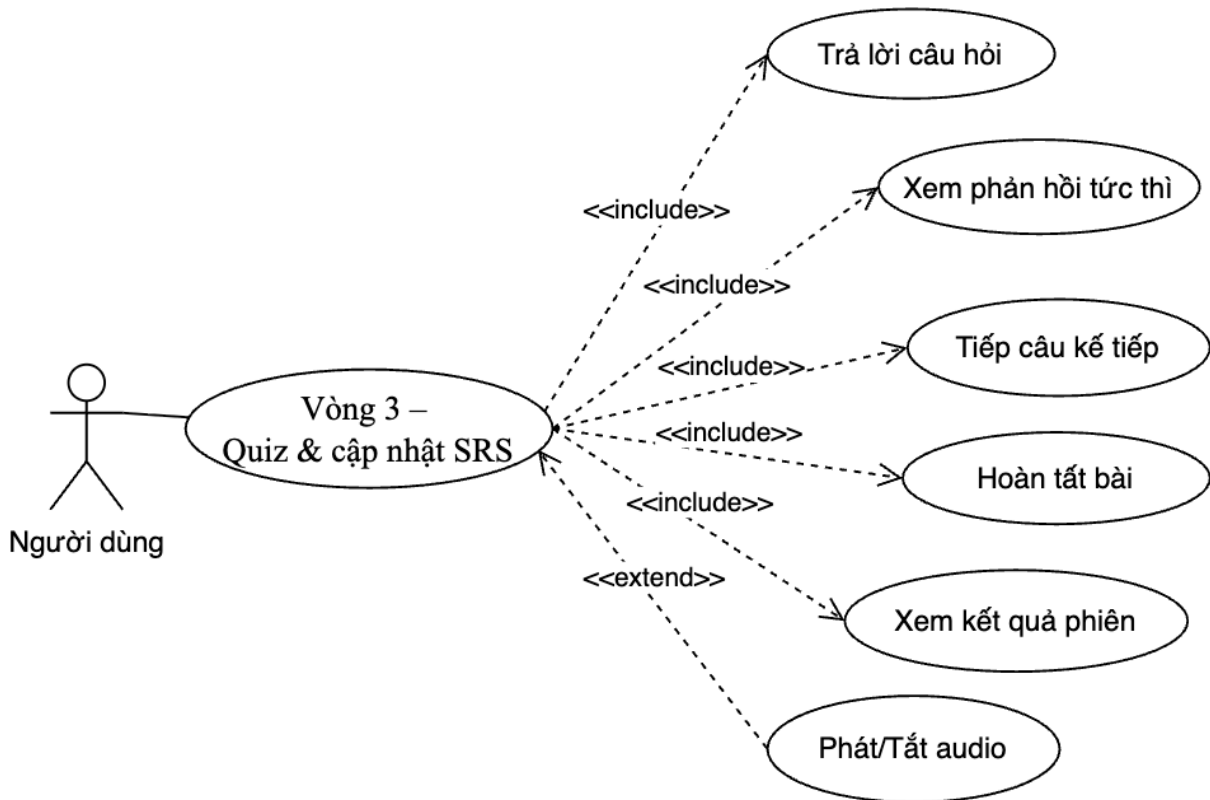 Trả lời câu hỏi
Xem phản hồi tức thì
<<include>>
<<include>>
Tiếp câu kế tiếp
<<include>>
Vòng 3 –
Quiz & cập nhật SRS
<<include>>
Hoàn tất bài
<<include>>
Người dùng
<<extend>>
Xem kết quả phiên
Phát/Tắt audio